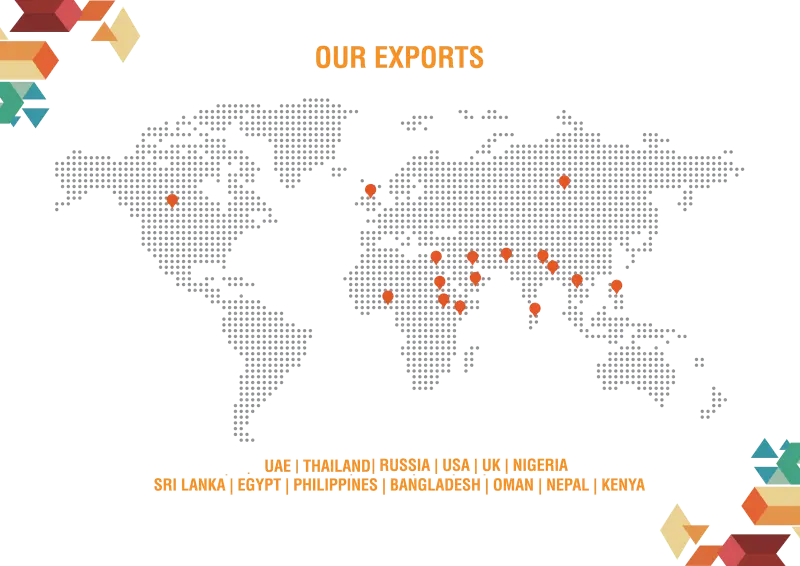 OUR EXPORTS
UAE | THAILAND| RUSSIA | USA | UK | NIGERIA
SRI LANKA | EGYPT | PHILIPPINES | BANGLADESH | OMAN | NEPAL | KENYA